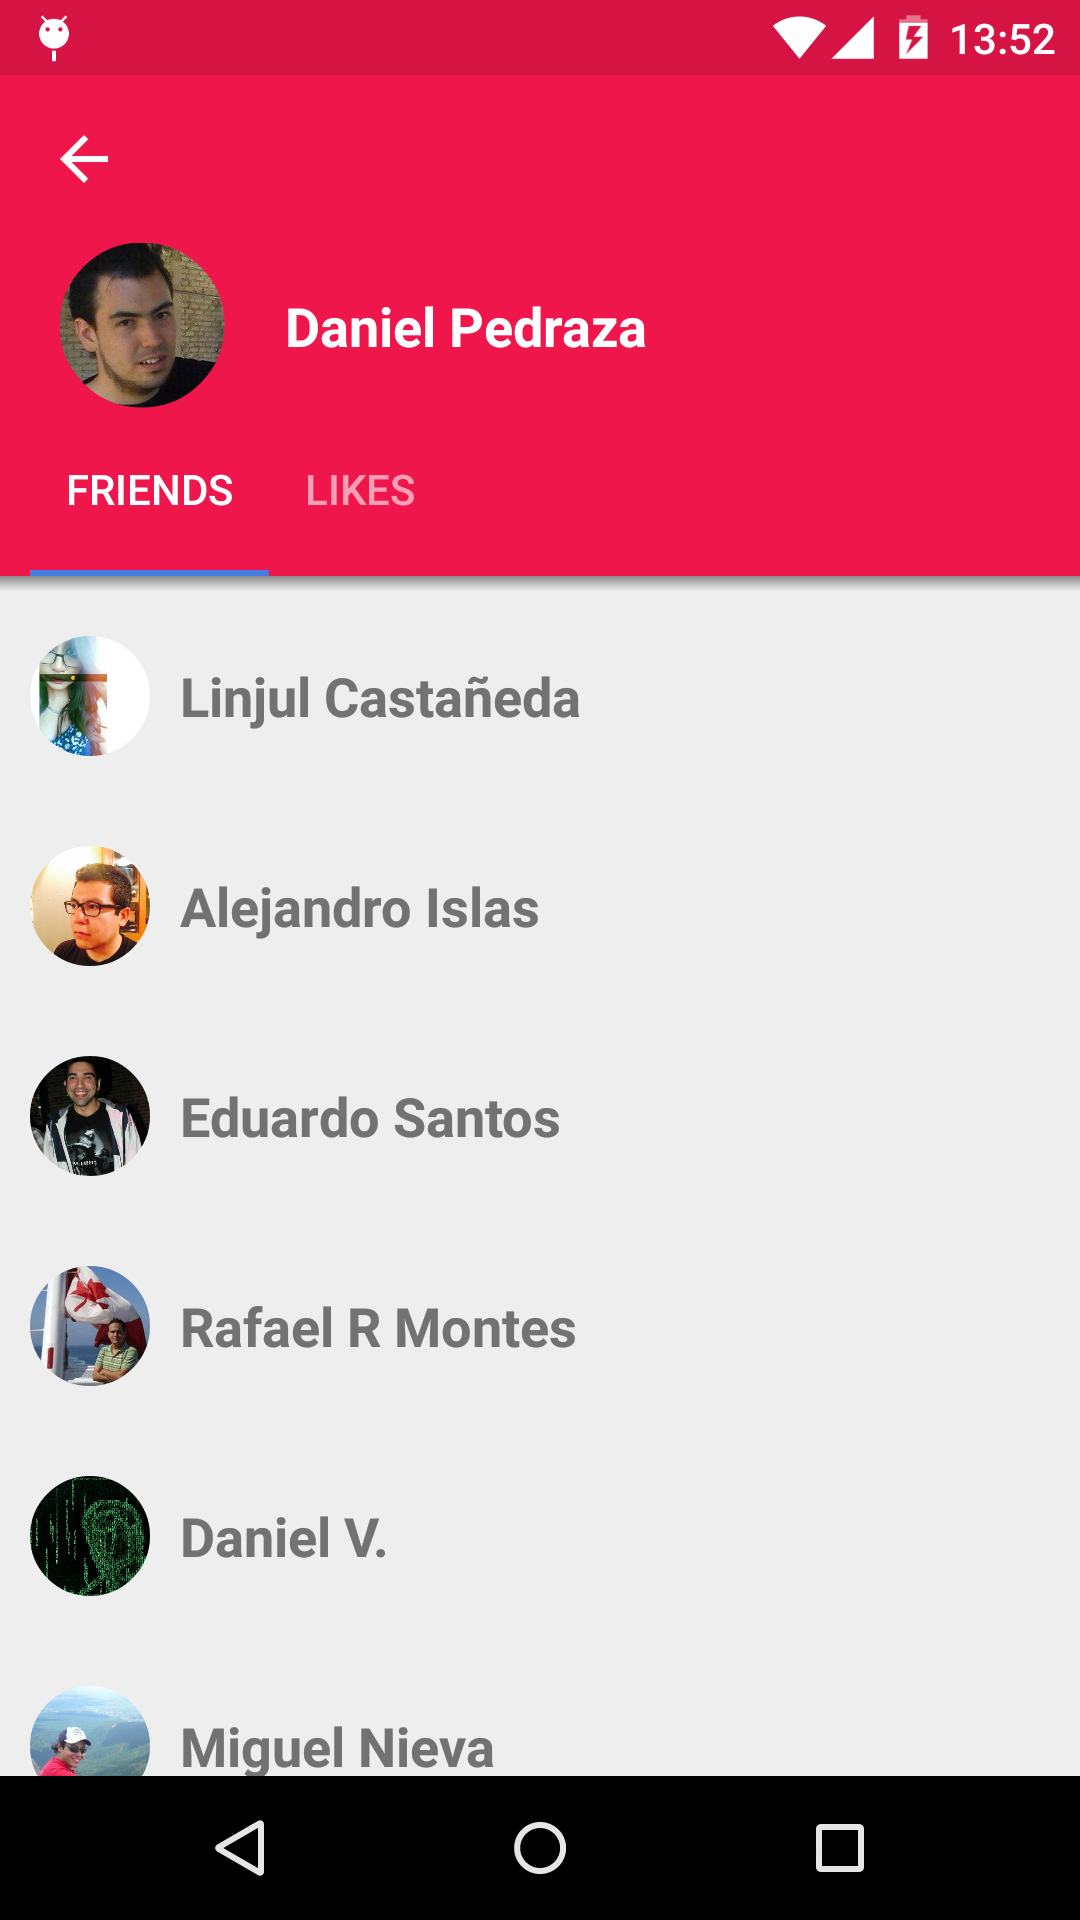 13:52
Daniel Pedraza
FRIENDS LIKES
Linjul Castañeda
Alejandro Islas
Eduardo Santos
Rafael R Montes
Daniel V.
Miguel Nieva